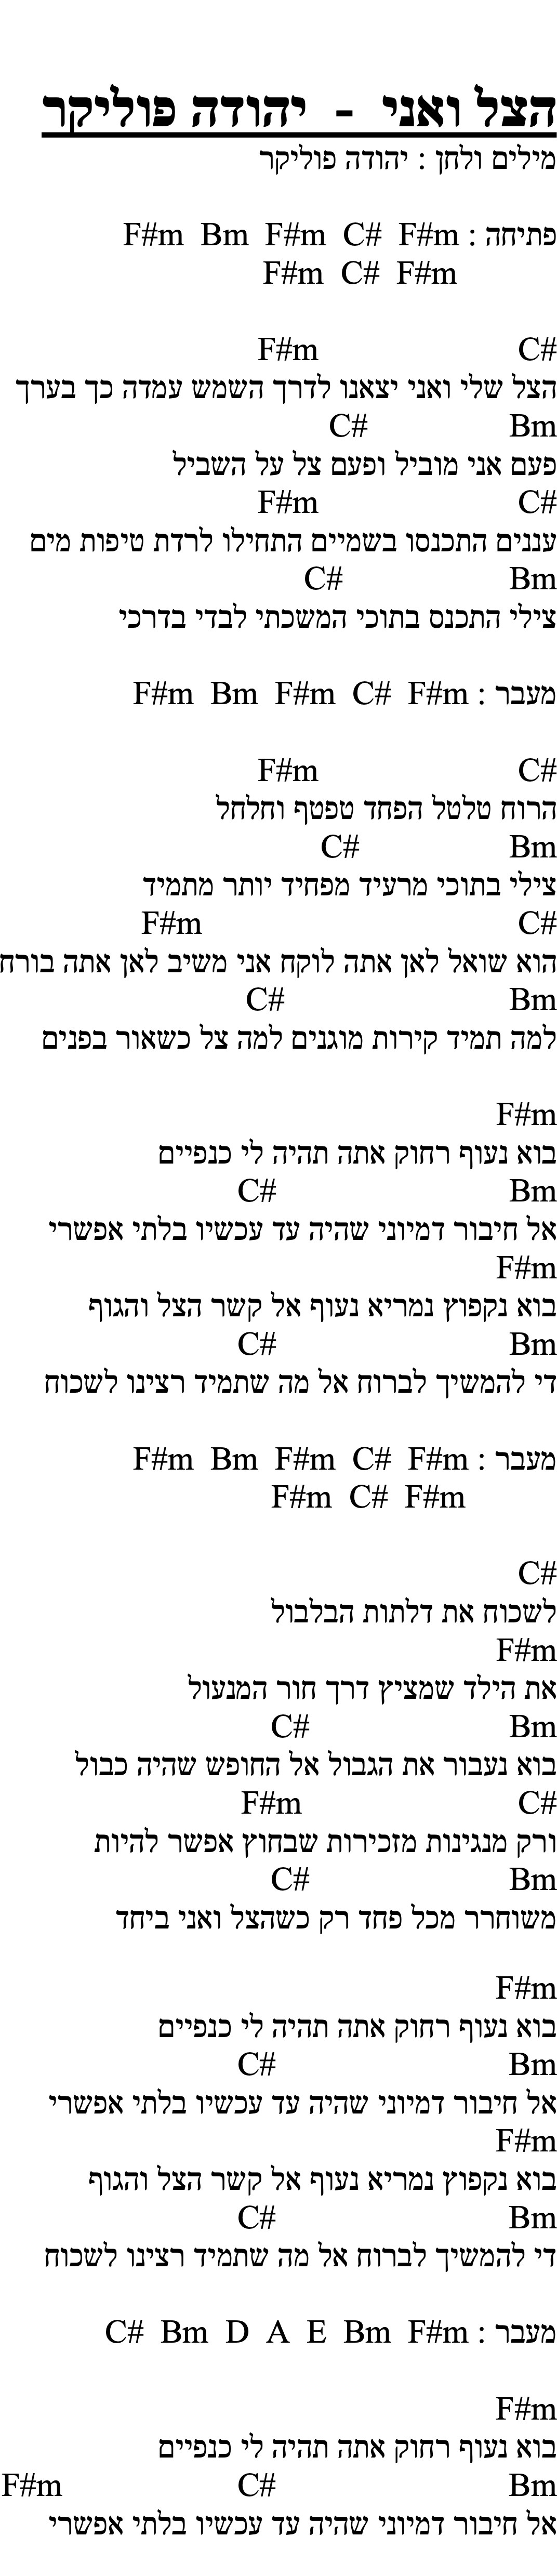 הצל ואני - יהודה פוליקר
מילים ולחן : יהודה פוליקר
פתיחה : F#m Bm F#m C# F#m
F#m C# F#m
F#m C#
הצל שלי ואני יצאנו לדרך השמש עמדה כך בערך
C# Bm
פעם אני מוביל ופעם צל על השביל
F#m C#
עננים התכנסו בשמיים התחילו לרדת טיפות מים
C# Bm
צילי התכנס בתוכי המשכתי לבדי בדרכי
מעבר : F#m Bm F#m C# F#m
F#m C#
הרוח טלטל הפחד טפטף וחלחל
C# Bm
צילי בתוכי מרעיד מפחיד יותר מתמיד
F#m C#
הוא שואל לאן אתה לוקח אני משיב לאן אתה בורח
C# Bm
למה תמיד קירות מוגנים למה צל כשאור בפנים
F#m
בוא נעוף רחוק אתה תהיה לי כנפיים
C# Bm
אל חיבור דמיוני שהיה עד עכשיו בלתי אפשרי
F#m
בוא נקפוץ נמריא נעוף אל קשר הצל והגוף
C# Bm
די להמשיך לברוח אל מה שתמיד רצינו לשכוח
מעבר : F#m Bm F#m C# F#m
F#m C# F#m
C#
לשכוח את דלתות הבלבול
F#m
את הילד שמציץ דרך חור המנעול
C# Bm
בוא נעבור את הגבול אל החופש שהיה כבול
F#m C#
ורק מנגינות מזכירות שבחוץ אפשר להיות
C# Bm
משוחרר מכל פחד רק כשהצל ואני ביחד
F#m
בוא נעוף רחוק אתה תהיה לי כנפיים
C# Bm
אל חיבור דמיוני שהיה עד עכשיו בלתי אפשרי
F#m
בוא נקפוץ נמריא נעוף אל קשר הצל והגוף
C# Bm
די להמשיך לברוח אל מה שתמיד רצינו לשכוח
מעבר : C# Bm D A E Bm F#m
F#m
בוא נעוף רחוק אתה תהיה לי כנפיים
F#m C# Bm
אל חיבור דמיוני שהיה עד עכשיו בלתי אפשרי